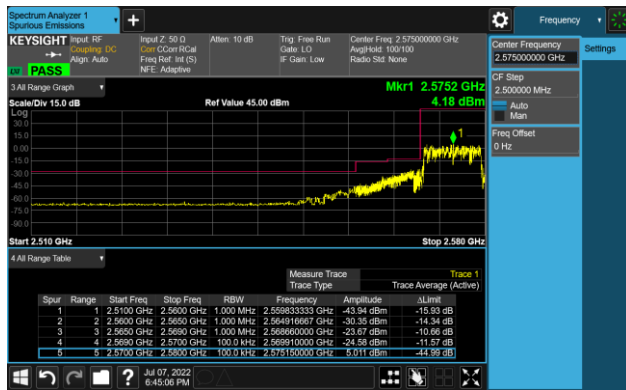 Spectrum Analyzer 1
Spurious Emissions
Frequency
KEYSIGHT Input: RF Input Z: 50 Ω Atten: 10 dB Trig: Free Run Center Freq: 2.575000000 GHz
Coupling: DC Corr CCorr RCal Gate: LO Avg|Hold: 100/100
Align: Auto Freq Ref: Int (S) IF Gain: Low Radio Std: None
NFE: Adaptive
PASS
Center Frequency
2.575000000 GHz
Settings
CF Step
2.500000 MHz
Auto
Man
Freq Offset
0 Hz
3 All Range Graph
Mkr1 2.5752 GHz
Scale/Div 15.0 dB Ref Value 45.00 dBm 4.18 dBm
Log
30.0
15.0
0.00
-15.0
-30.0
-45.0
-60.0
-75.0
-90.0
1
Start 2.510 GHz Stop 2.580 GHz
4 All Range Table
Measure Trace Trace 1
Trace Type Trace Average (Active)
Spur Range Start Freq Stop Freq RBW Frequency Amplitude ΔLimit
1 1 2.5100 GHz 2.5600 GHz 1.000 MHz 2.559833333 GHz -43.94 dBm -15.93 dB
2 2 2.5600 GHz 2.5650 GHz 1.000 MHz 2.564916667 GHz -30.35 dBm -14.34 dB
3 3 2.5650 GHz 2.5690 GHz 1.000 MHz 2.568660000 GHz -23.67 dBm -10.66 dB
4 4 2.5690 GHz 2.5700 GHz 100.0 kHz 2.569910000 GHz -24.58 dBm -11.57 dB
5 5 2.5700 GHz 2.5800 GHz 100.0 kHz 2.575150000 GHz 5.011 dBm -44.99 dB
Jul 07, 2022
6:45:06 PM